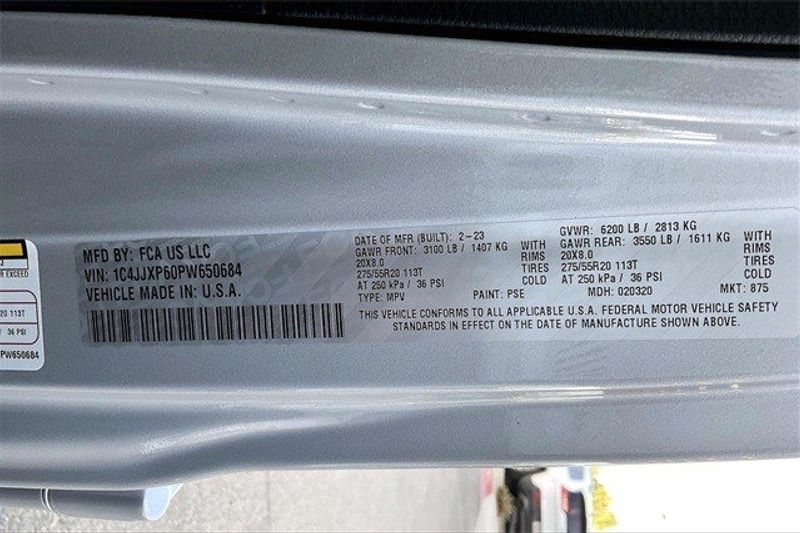 MFD BY: FCA US LLC
VIN: 1C4JJXP60PW650684
VEHICLE MADE IN U.S.A.
DATE OF MFR (BUILT): 2-23
GAWR FRONT: 3100 LB / 1407 KG WITH
20X8.0 RIMS
275/55R20 113T TIRES
AT 250 kPa / 36 PSI COLD
TYPE: MPV PAINT: PSE
GVWR: 6200 LB / 2813 KG
GAWR REAR: 3550 LB / 1611 KG WITH
20X8.0 RIMS
275/55R20 113T TIRES
AT 250 kPa / 36 PSI COLD
MDH: 020320 MKT: 875
THIS VEHICLE CONFORMS TO ALL APPLICABLE U.S.A. FEDERAL MOTOR VEHICLE SAFETY
STANDARDS IN EFFECT ON THE DATE OF MANUFACTURE SHOWN ABOVE.
20 113T
/ 36 PSI
PW650684